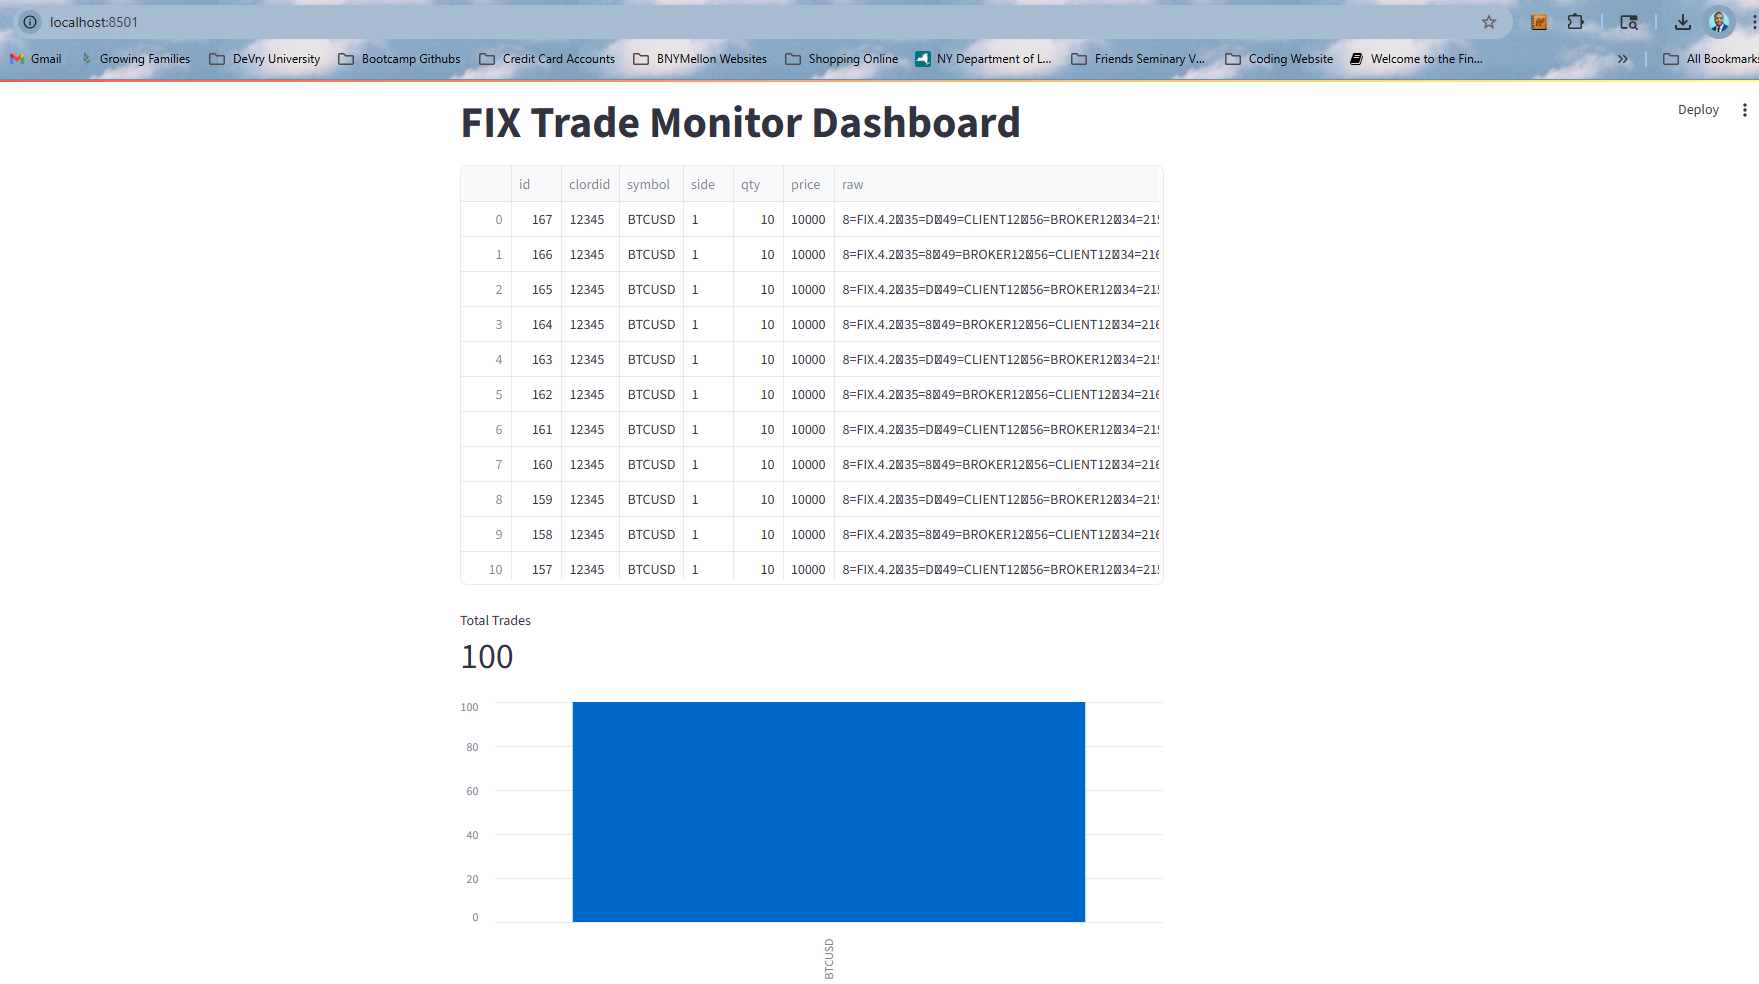 localhost:8501
Gmail Growing Families DeVry University Bootcamp Githubs Credit Card Accounts BNYMellon Websites Shopping Online NY Department of L... Friends Seminary V... Coding Website Welcome to the Fin... » All Bookmarks
Deploy
FIX Trade Monitor Dashboard
id clordid symbol side qty price raw
0 167 12345 BTCUSD 1 10 10000 8=FIX.4.2☒35=D☒49=CLIENT12☒56=BROKER12☒34=215
1 166 12345 BTCUSD 1 10 10000 8=FIX.4.2☒35=8☒49=BROKER12☒56=CLIENT12☒34=216
2 165 12345 BTCUSD 1 10 10000 8=FIX.4.2☒35=D☒49=CLIENT12☒56=BROKER12☒34=215
3 164 12345 BTCUSD 1 10 10000 8=FIX.4.2☒35=8☒49=BROKER12☒56=CLIENT12☒34=216
4 163 12345 BTCUSD 1 10 10000 8=FIX.4.2☒35=D☒49=CLIENT12☒56=BROKER12☒34=215
5 162 12345 BTCUSD 1 10 10000 8=FIX.4.2☒35=8☒49=BROKER12☒56=CLIENT12☒34=216
6 161 12345 BTCUSD 1 10 10000 8=FIX.4.2☒35=D☒49=CLIENT12☒56=BROKER12☒34=215
7 160 12345 BTCUSD 1 10 10000 8=FIX.4.2☒35=8☒49=BROKER12☒56=CLIENT12☒34=216
8 159 12345 BTCUSD 1 10 10000 8=FIX.4.2☒35=D☒49=CLIENT12☒56=BROKER12☒34=215
9 158 12345 BTCUSD 1 10 10000 8=FIX.4.2☒35=8☒49=BROKER12☒56=CLIENT12☒34=216
10 157 12345 BTCUSD 1 10 10000 8=FIX.4.2☒35=D☒49=CLIENT12☒56=BROKER12☒34=215
Total Trades
100
100
80
60
40
20
0
BTCUSD